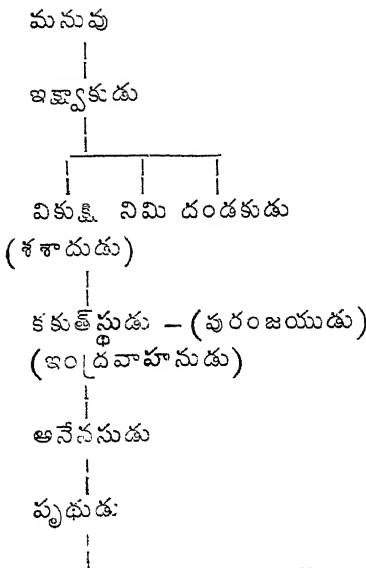 మనువు
ఇక్ష్వాకుడు
వికుక్షి నిమి దండకుడు
(శశాదుడు)
కకుత్‌స్థుడు – (పురంజయుడు)
(ఇంద్రవాహనుడు)
అనేనసుడు
పృథుడు